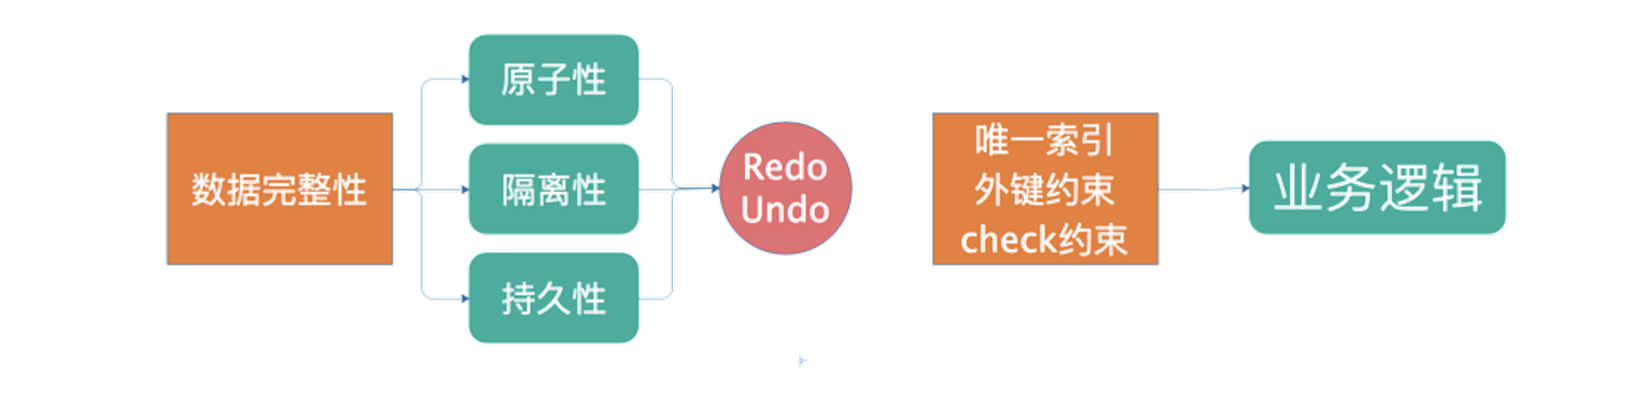 数据完整性
原子性
隔离性
持久性
Redo
Undo
唯一索引
外键约束
check约束
业务逻辑